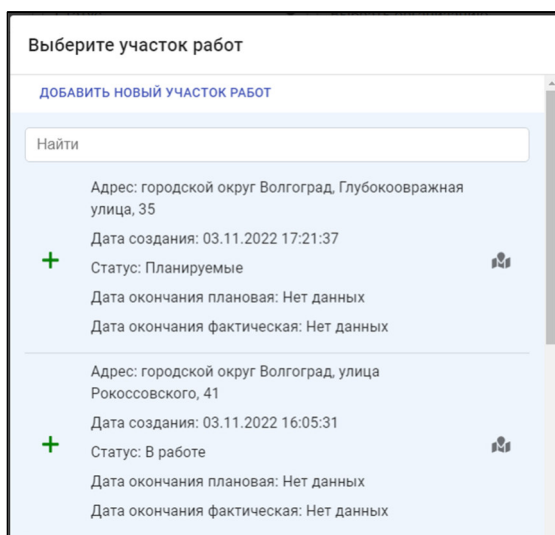 Выберите участок работ
ДОБАВИТЬ НОВЫЙ УЧАСТОК РАБОТ
Найти
Адрес: городской округ Волгоград, Глубокоовражная
улица, 35
Дата создания: 03.11.2022 17:21:37
Статус: Планируемые
Дата окончания плановая: Нет данных
Дата окончания фактическая: Нет данных
Адрес: городской округ Волгоград, улица
Рокоссовского, 41
Дата создания: 03.11.2022 16:05:31
Статус: В работе
Дата окончания плановая: Нет данных
Дата окончания фактическая: Нет данных